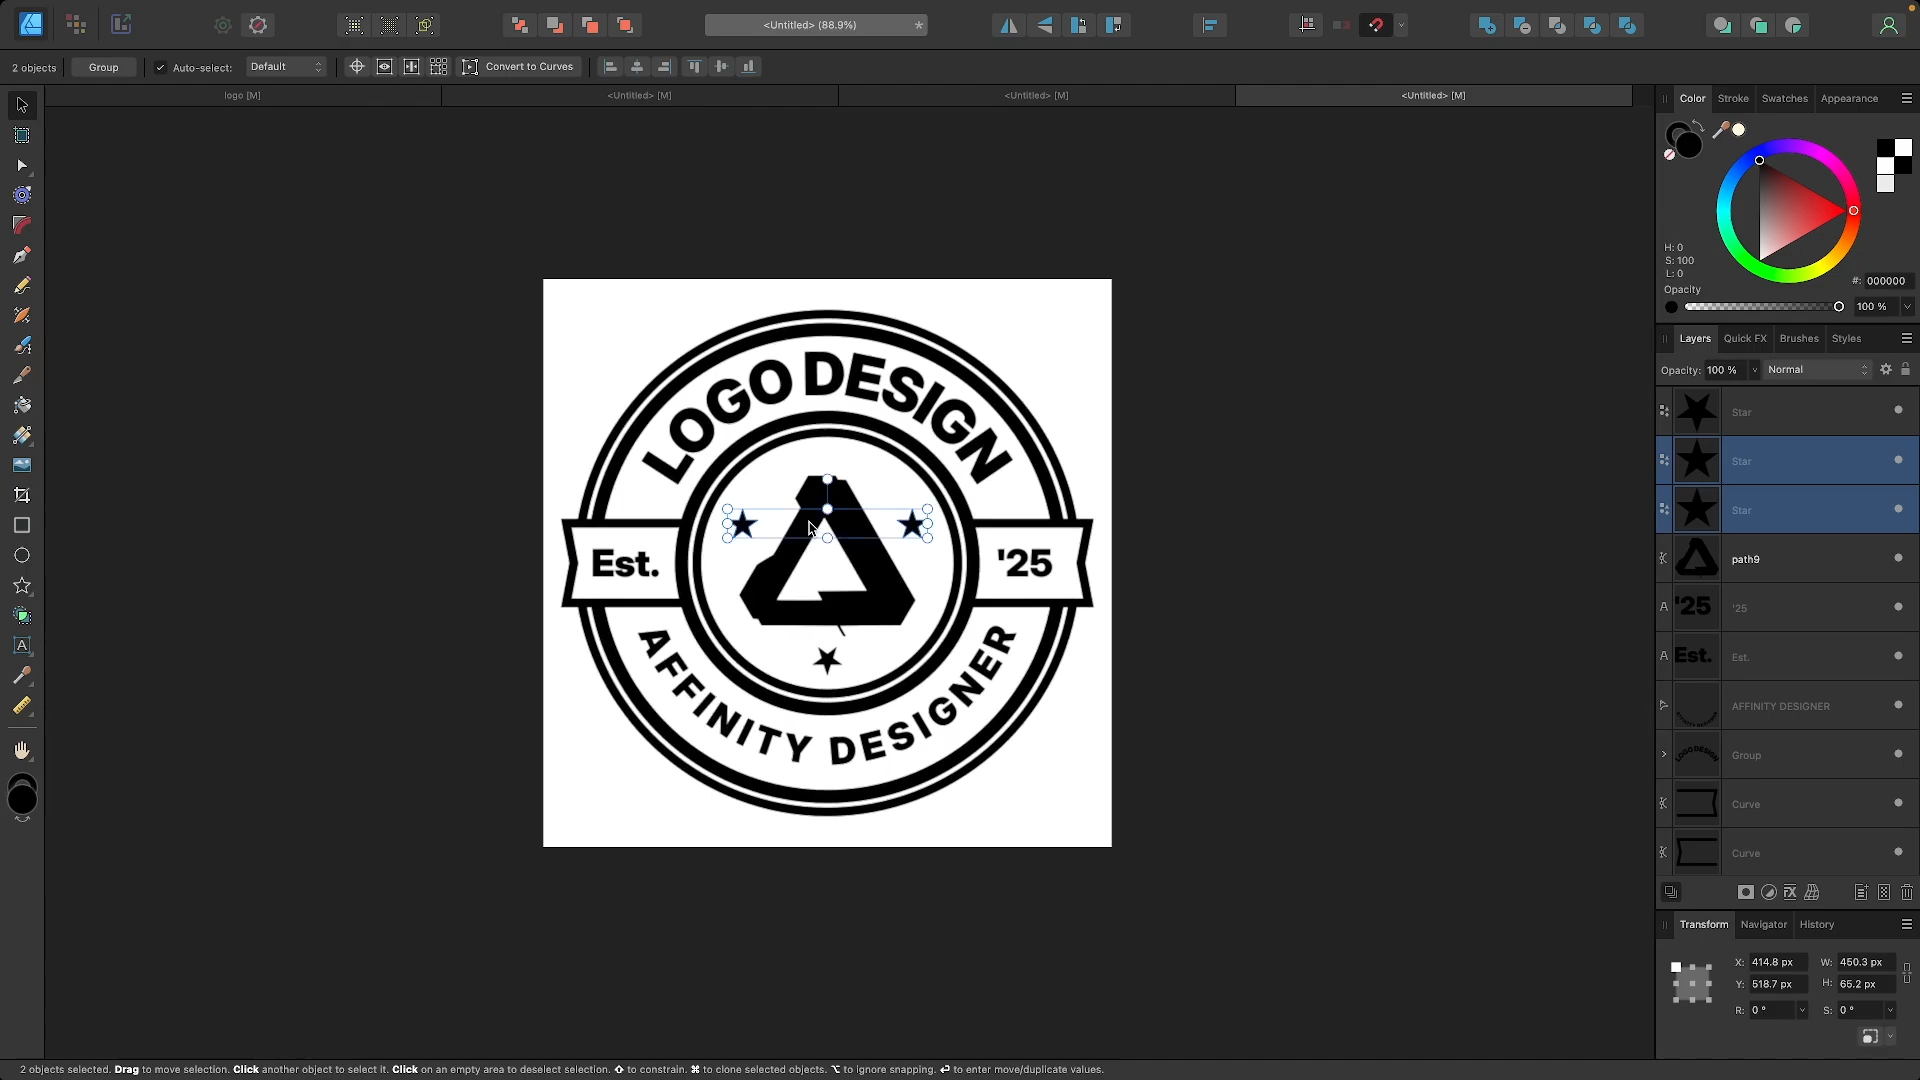 <Untitled> (88.9%)
*
2 objects
Group
Auto-select:
Default
Convert to Curves
logo [M]
<Untitled> [M]
<Untitled> [M]
<Untitled> [M]
Color
Stroke
Swatches
Appearance
H: 0
S: 100
L: 0
#: 000000
Opacity
100 %
Layers
Quick FX
Brushes
Styles
Opacity: 100 %
Normal
Star
Star
Star
path9
'25
'25
Est.
Est.
AFFINITY DESIGNER
LOGO DESIGN
Group
Curve
Curve
LOGO DESIGN
Est.
'25
AFFINITY DESIGNER
Transform
Navigator
History
X: 414.8 px
W: 450.3 px
Y: 518.7 px
H: 65.2 px
R: 0 °
S: 0 °
2 objects selected. Drag to move selection. Click another object to select it. Click on an empty area to deselect selection. ⇧ to constrain. ⌘ to clone selected objects. ⌥ to ignore snapping. ⏎ to enter move/duplicate values.